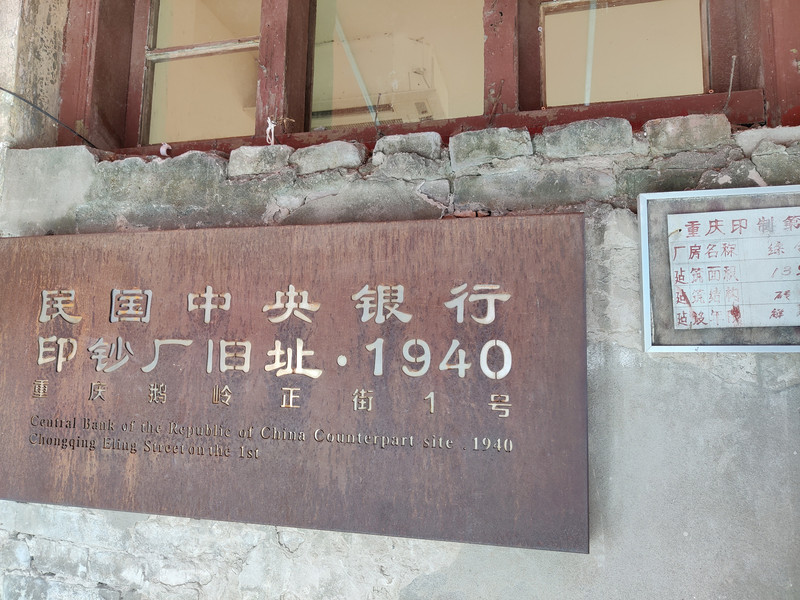 民国中央银行
印钞厂旧址·1940
重庆鹅岭正街1号
Central Bank of the Republic of China Counterpart site . 1940
Chongqing Eling Street on the 1st
重庆印制
厂房名称
建筑面积
建筑结构
建设年